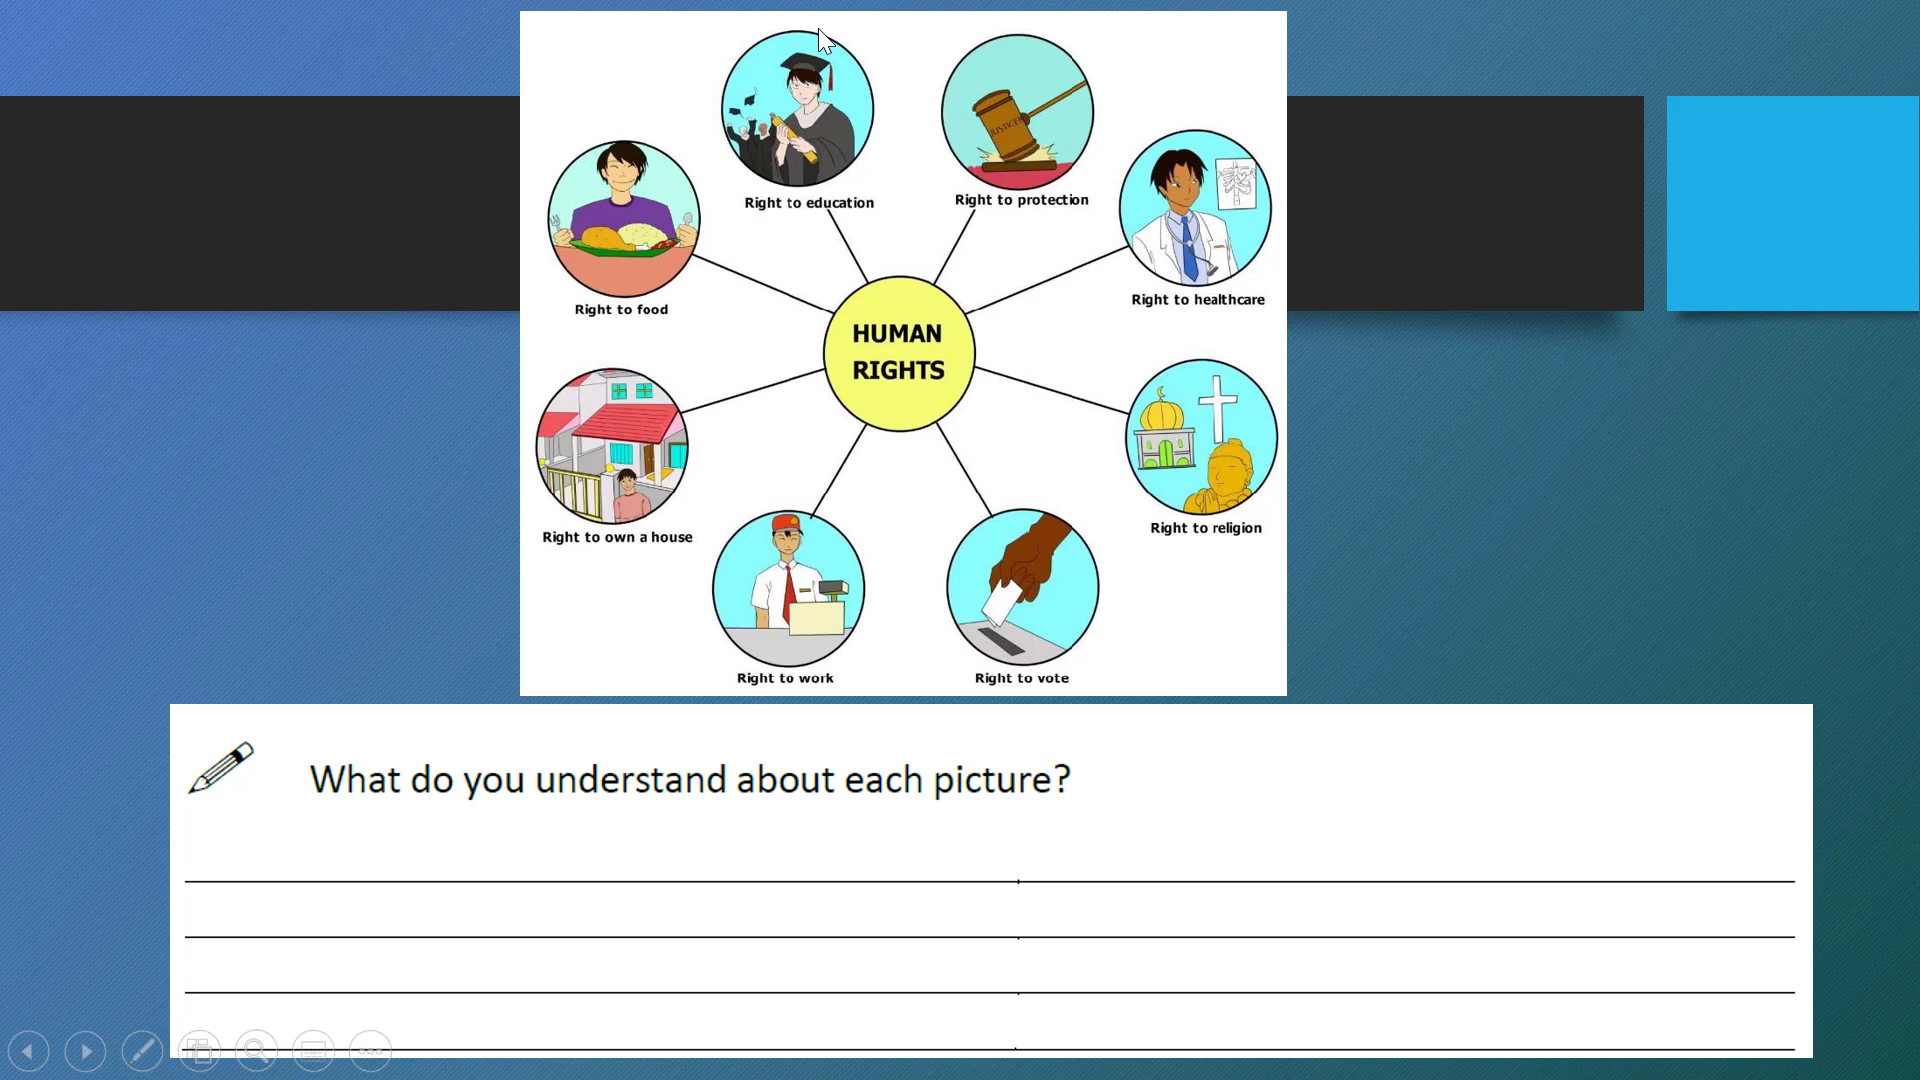 Right to education
Right to protection
JUSTICE
Right to healthcare
Right to food
HUMAN
RIGHTS
Right to religion
Right to own a house
Right to work
Right to vote
What do you understand about each picture?